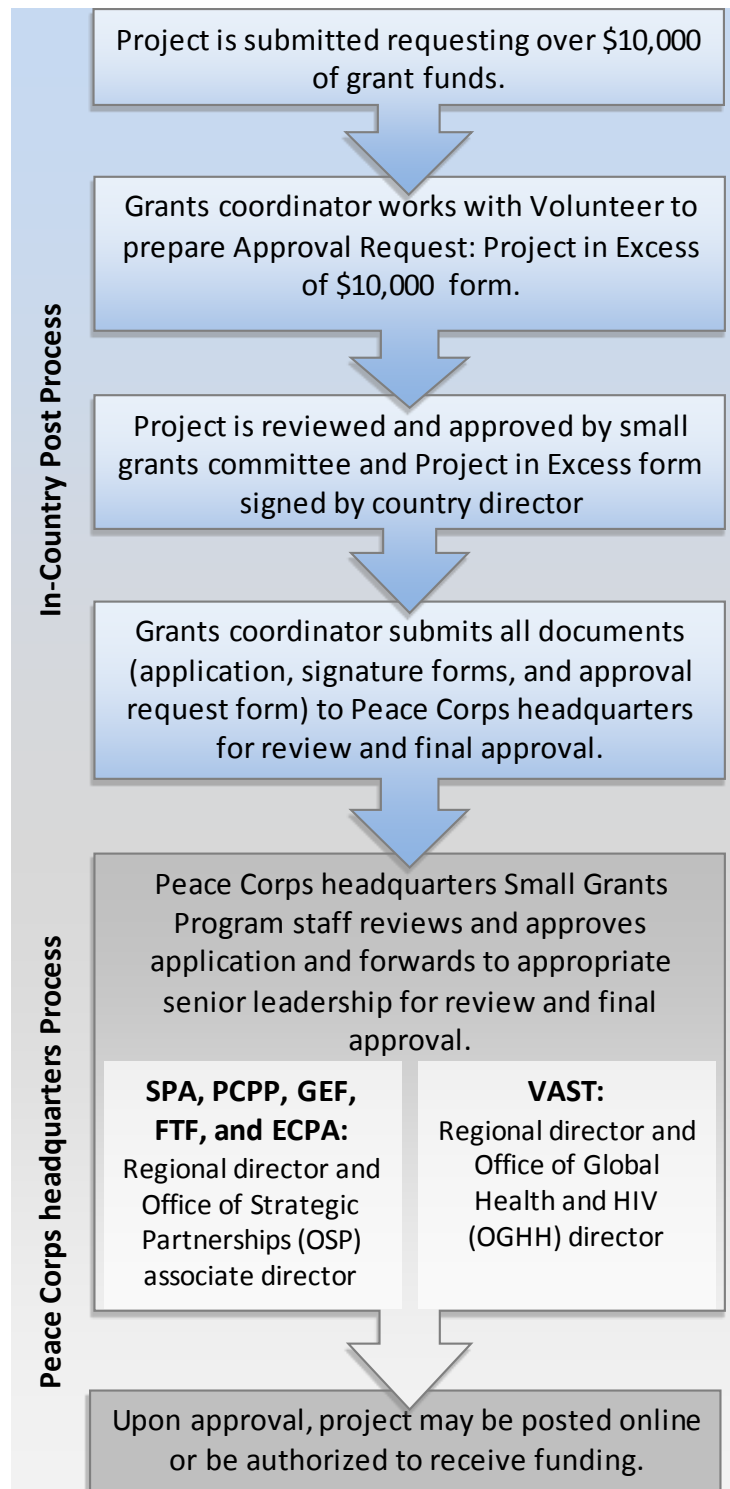 Project is submitted requesting over $10,000
of grant funds.
Grants coordinator works with Volunteer to
prepare Approval Request: Project in Excess
of $10,000 form.
In-Country Post Process
Project is reviewed and approved by small
grants committee and Project in Excess form
signed by country director
Grants coordinator submits all documents
(application, signature forms, and approval
request form) to Peace Corps headquarters
for review and final approval.
Peace Corps headquarters Process
Peace Corps headquarters Small Grants
Program staff reviews and approves
application and forwards to appropriate
senior leadership for review and final
approval.
SPA, PCPP, GEF,
FTF, and ECPA:
Regional director and
Office of Strategic
Partnerships (OSP)
associate director
VAST:
Regional director and
Office of Global
Health and HIV
(OGHH) director
Upon approval, project may be posted online
or be authorized to receive funding.